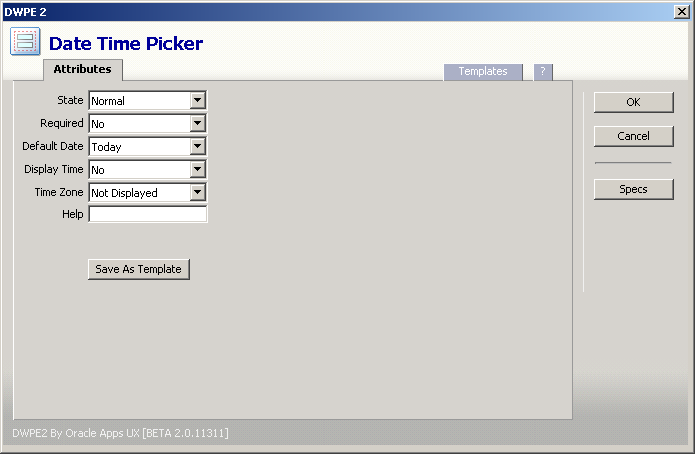 DWPE 2
Date Time Picker
Attributes
Templates
?
State Normal
Required No
Default Date Today
Display Time No
Time Zone Not Displayed
Help
Save As Template
OK
Cancel
Specs
DWPE2 By Oracle Apps UX [BETA 2.0.11311]